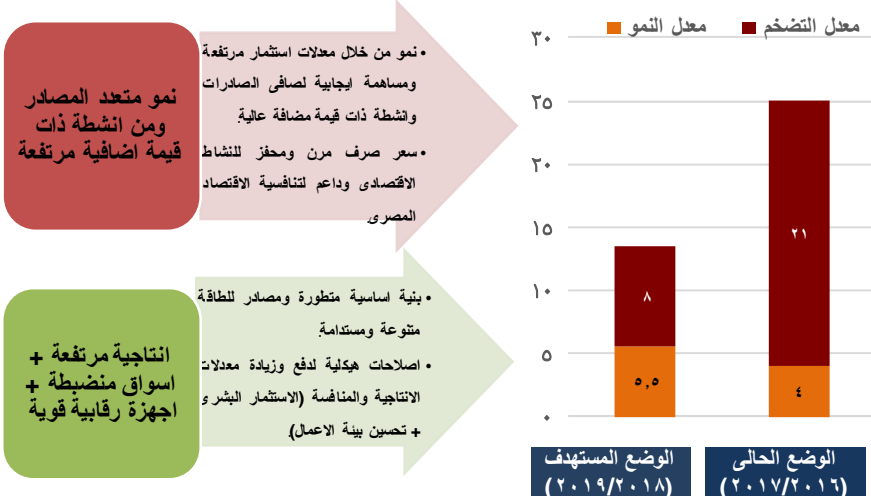 نمو متعدد المصادر
ومن انشطة ذات
قيمة اضافية مرتفعة
• نمو من خلال معدلات استثمار مرتفعة
ومساهمة ايجابية لصافى الصادرات
وانشطة ذات قيمة مضافة عالية.
• سعر صرف مرن ومحفز للنشاط
الاقتصادى وداعم لتنافسية الاقتصاد
المصرى.
انتاجية مرتفعة +
اسواق منضبطة +
اجهزة رقابية قوية
• بنية اساسية متطورة ومصادر للطاقة
متنوعة ومستدامة.
• اصلاحات هيكلية لدفع وزيادة معدلات
الانتاجية والمنافسة (الاستثمار البشرى
+ تحسين بيئة الاعمال).
معدل التضخم
معدل النمو
٣٠
٢٥
٢٠
١٥
١٠
٥
٠
٢١
٤
٨
٥,٥
الوضع الحالى
(٢٠١٧/٢٠١٦)
الوضع المستهدف
(٢٠١٩/٢٠١٨)